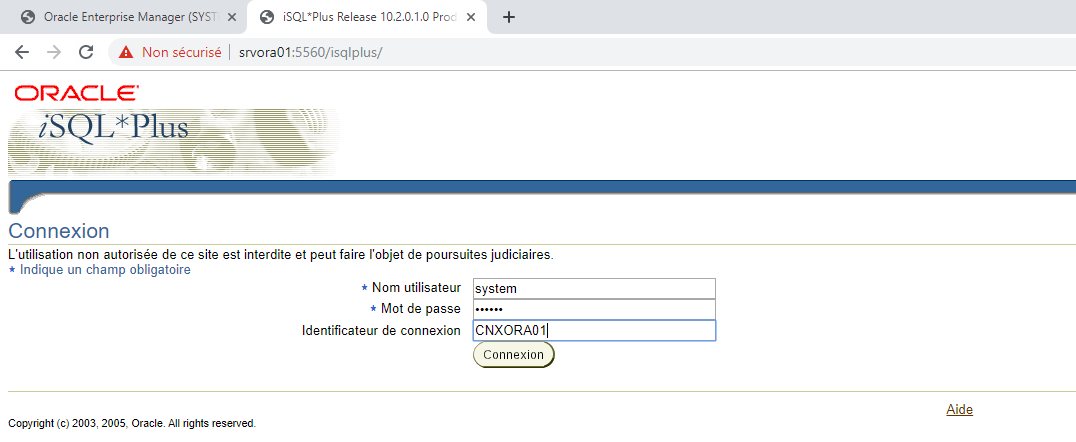 Oracle Enterprise Manager (SYST
iSQL*Plus Release 10.2.0.1.0 Prod
Non sécurisé | srvora01:5560/isqlplus/
ORACLE
iSQL*Plus
Connexion
L'utilisation non autorisée de ce site est interdite et peut faire l'objet de poursuites judiciaires.
* Indique un champ obligatoire
* Nom utilisateur system
* Mot de passe ••••••
Identificateur de connexion CNXORA01
Connexion
Aide
Copyright (c) 2003, 2005, Oracle. All rights reserved.